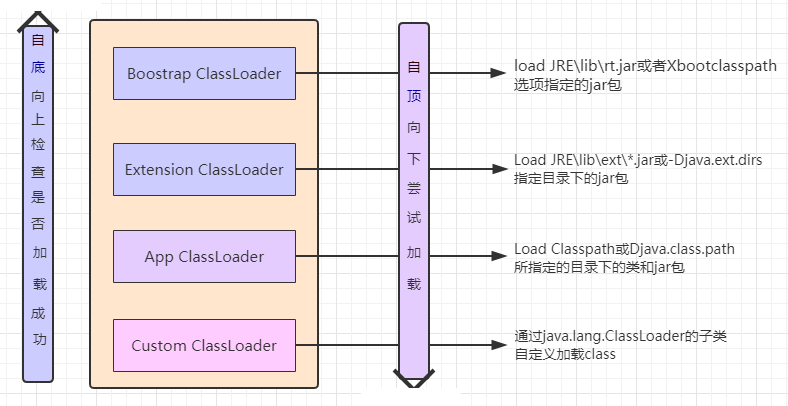 自底向上检查是否加载成功
Boostrap ClassLoader
Extension ClassLoader
App ClassLoader
Custom ClassLoader
自顶向下尝试加载
load JRE\lib\rt.jar或者Xbootclasspath
选项指定的jar包
Load JRE\lib\ext\*.jar或-Djava.ext.dirs
指定目录下的jar包
Load Classpath或Djava.class.path
所指定的目录下的类和jar包
通过java.lang.ClassLoader的子类
自定义加载class